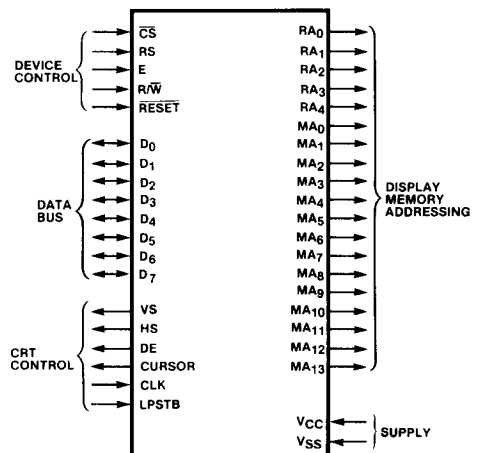 DEVICE
CONTROL
C̅S̅
RS
E
R/W̅
R̅E̅S̅E̅T̅
DATA
BUS
D0
D1
D2
D3
D4
D5
D6
D7
CRT
CONTROL
VS
HS
DE
CURSOR
CLK
LPSTB
RA0
RA1
RA2
RA3
RA4
MA0
MA1
MA2
MA3
MA4
MA5
MA6
MA7
MA8
MA9
MA10
MA11
MA12
MA13
DISPLAY
MEMORY
ADDRESSING
VCC
VSS
SUPPLY